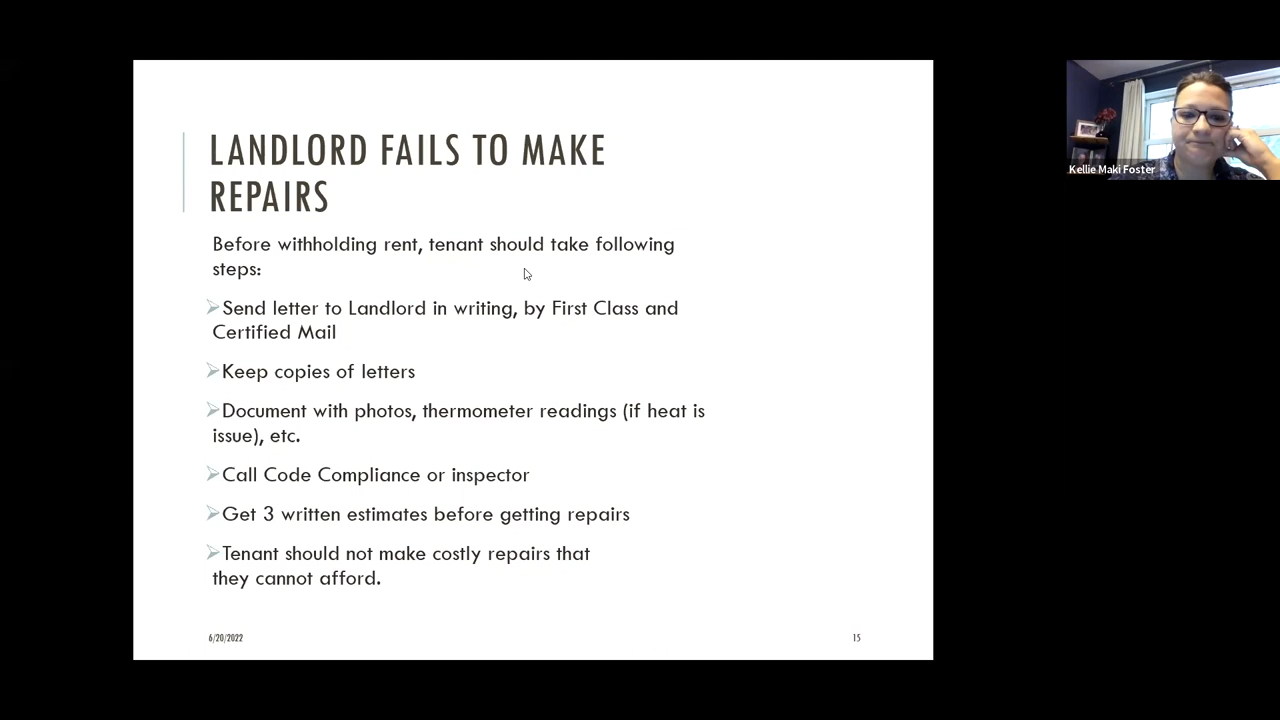 LANDLORD FAILS TO MAKE
REPAIRS
Before withholding rent, tenant should take following
steps:
Send letter to Landlord in writing, by First Class and
Certified Mail
Keep copies of letters
Document with photos, thermometer readings (if heat is
issue), etc.
Call Code Compliance or inspector
Get 3 written estimates before getting repairs
Tenant should not make costly repairs that
they cannot afford.
6/20/2022
15
Kellie Maki Foster